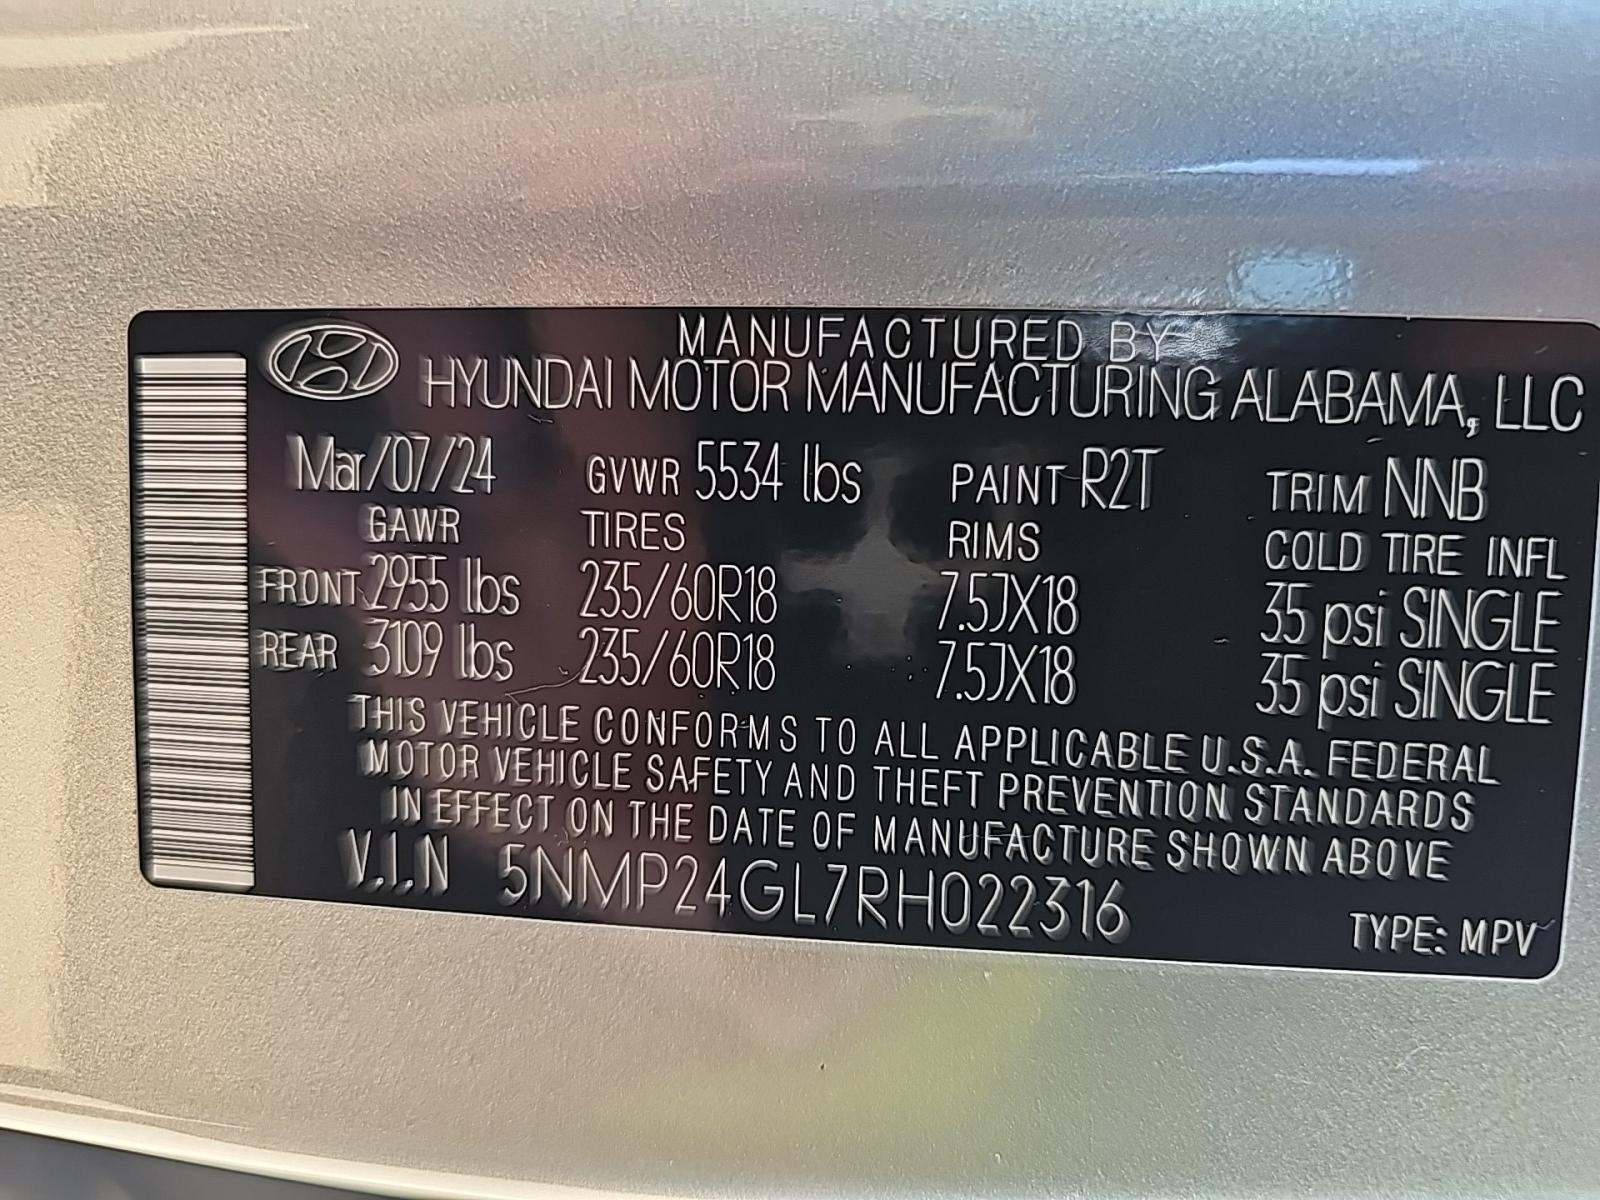 MANUFACTURED BY
HYUNDAI MOTOR MANUFACTURING ALABAMA, LLC
Mar/07/24 GVWR 5534 lbs PAINT R2T TRIM NNB
GAWR TIRES RIMS COLD TIRE INFL
FRONT 2955 lbs 235/60R18 7.5JX18 35 psi SINGLE
REAR 3109 lbs 235/60R18 7.5JX18 35 psi SINGLE
THIS VEHICLE CONFORMS TO ALL APPLICABLE U.S.A. FEDERAL
MOTOR VEHICLE SAFETY AND THEFT PREVENTION STANDARDS
IN EFFECT ON THE DATE OF MANUFACTURE SHOWN ABOVE
V.I.N 5NMP24GL7RH022316
TYPE: MPV